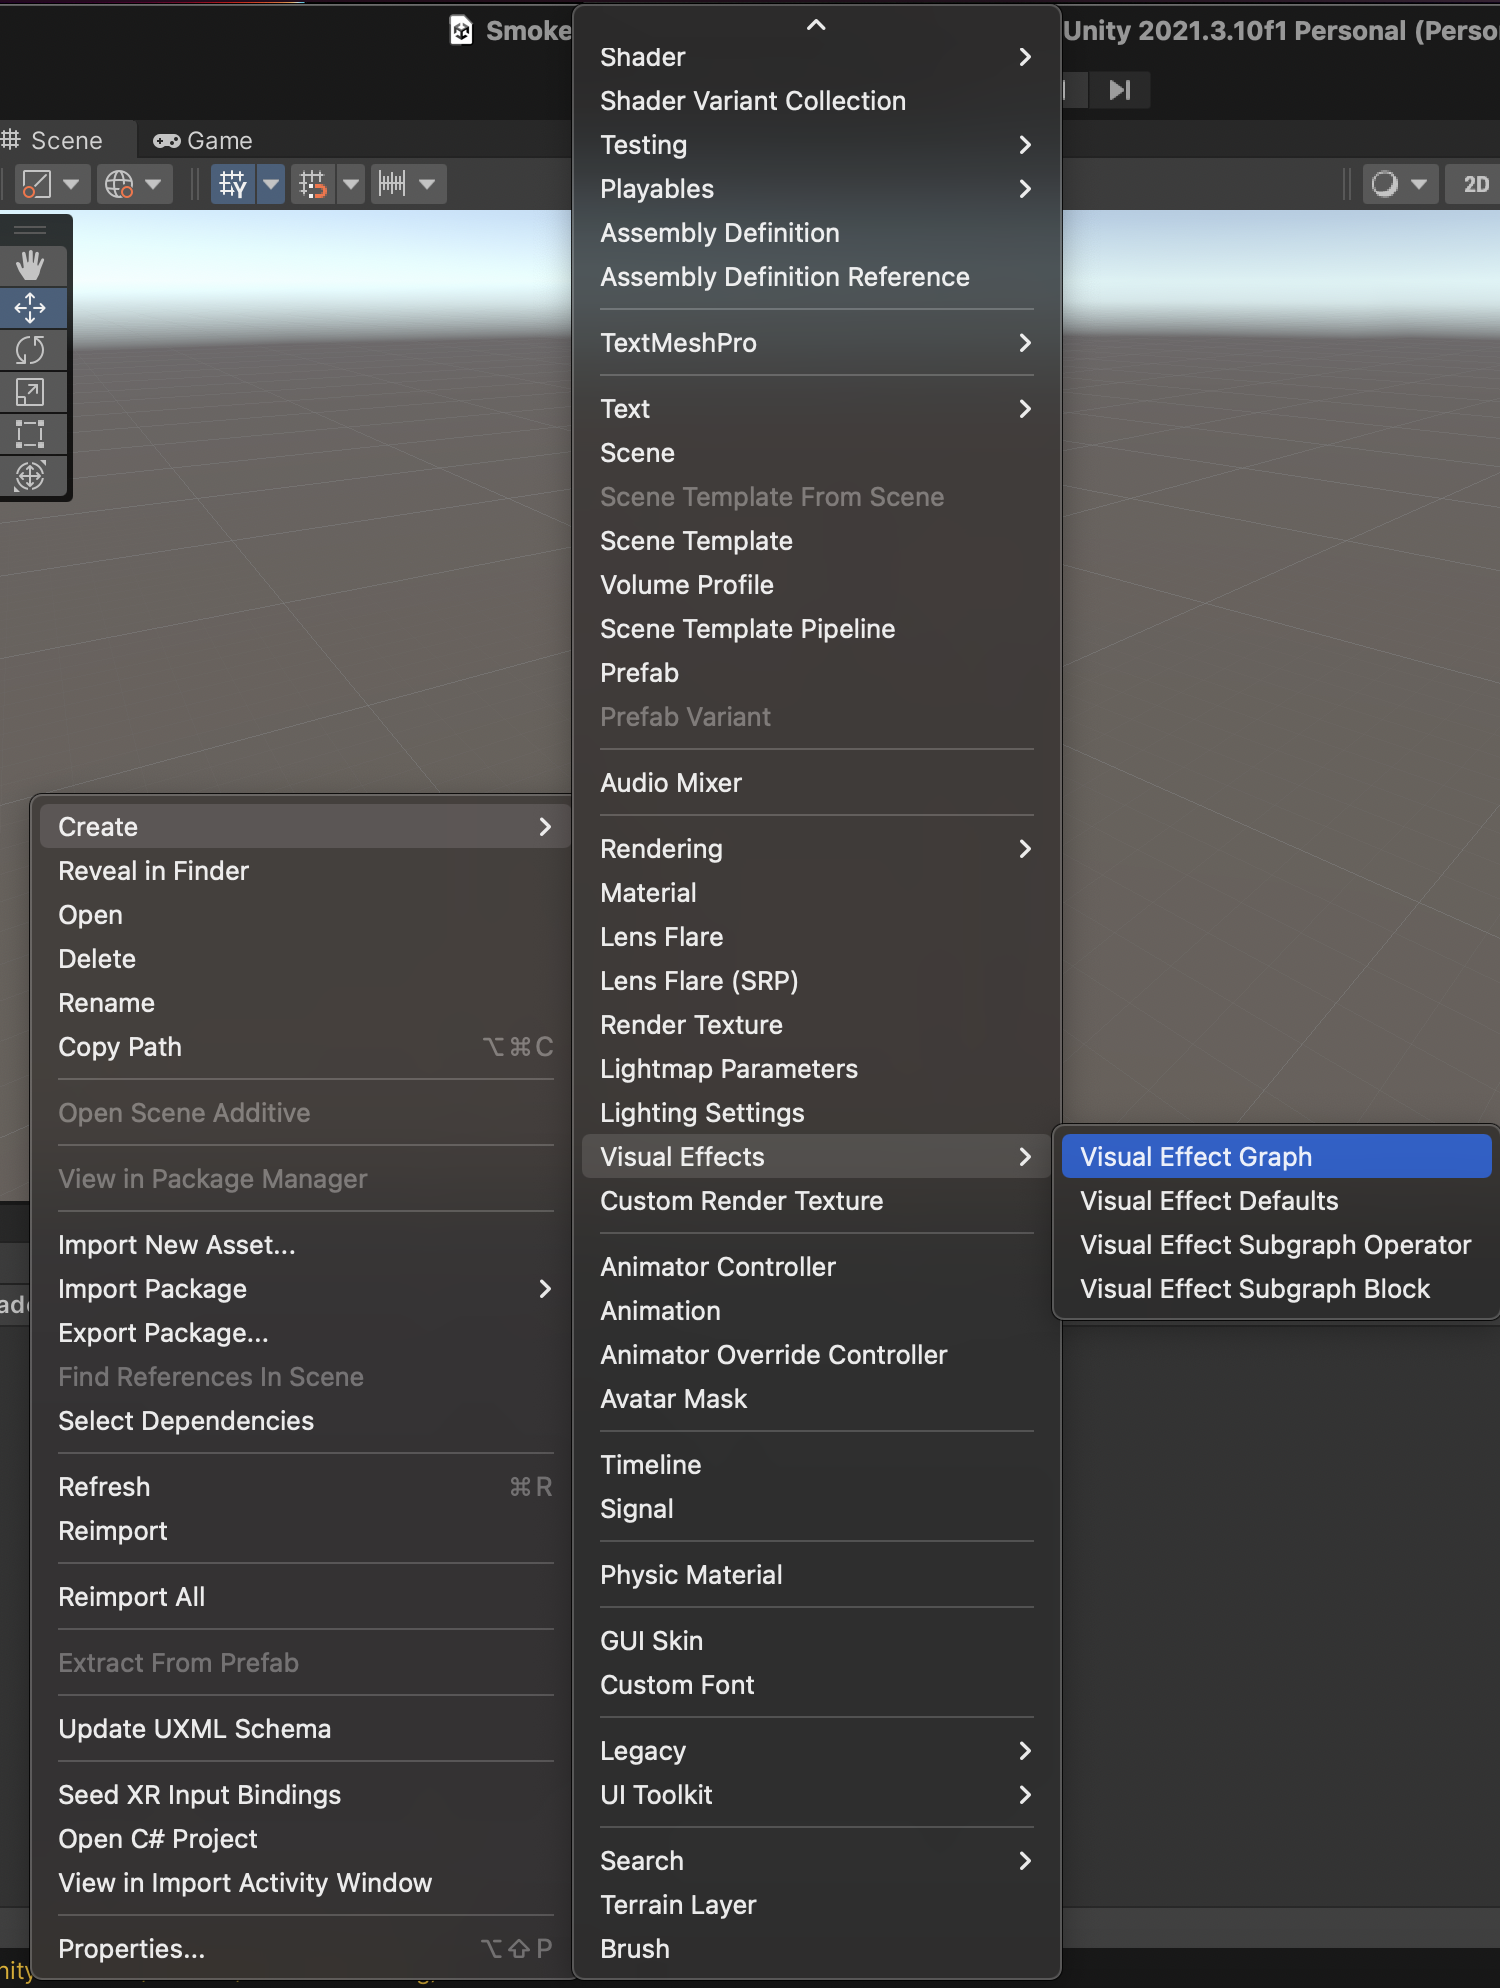 Smoke
Unity 2021.3.10f1 Personal (Perso
Scene
Game
2D
Shader
Shader Variant Collection
Testing
Playables
Assembly Definition
Assembly Definition Reference
TextMeshPro
Text
Scene
Scene Template From Scene
Scene Template
Volume Profile
Scene Template Pipeline
Prefab
Prefab Variant
Audio Mixer
Rendering
Material
Lens Flare
Lens Flare (SRP)
Render Texture
Lightmap Parameters
Lighting Settings
Visual Effects
Custom Render Texture
Animator Controller
Animation
Animator Override Controller
Avatar Mask
Timeline
Signal
Physic Material
GUI Skin
Custom Font
Legacy
UI Toolkit
Search
Terrain Layer
Brush
Create
Reveal in Finder
Open
Delete
Rename
Copy Path ⌥⌘C
Open Scene Additive
View in Package Manager
Import New Asset...
Import Package
Export Package...
Find References In Scene
Select Dependencies
Refresh ⌘R
Reimport
Reimport All
Extract From Prefab
Update UXML Schema
Seed XR Input Bindings
Open C# Project
View in Import Activity Window
Properties... ⌥⇧P
Visual Effect Graph
Visual Effect Defaults
Visual Effect Subgraph Operator
Visual Effect Subgraph Block